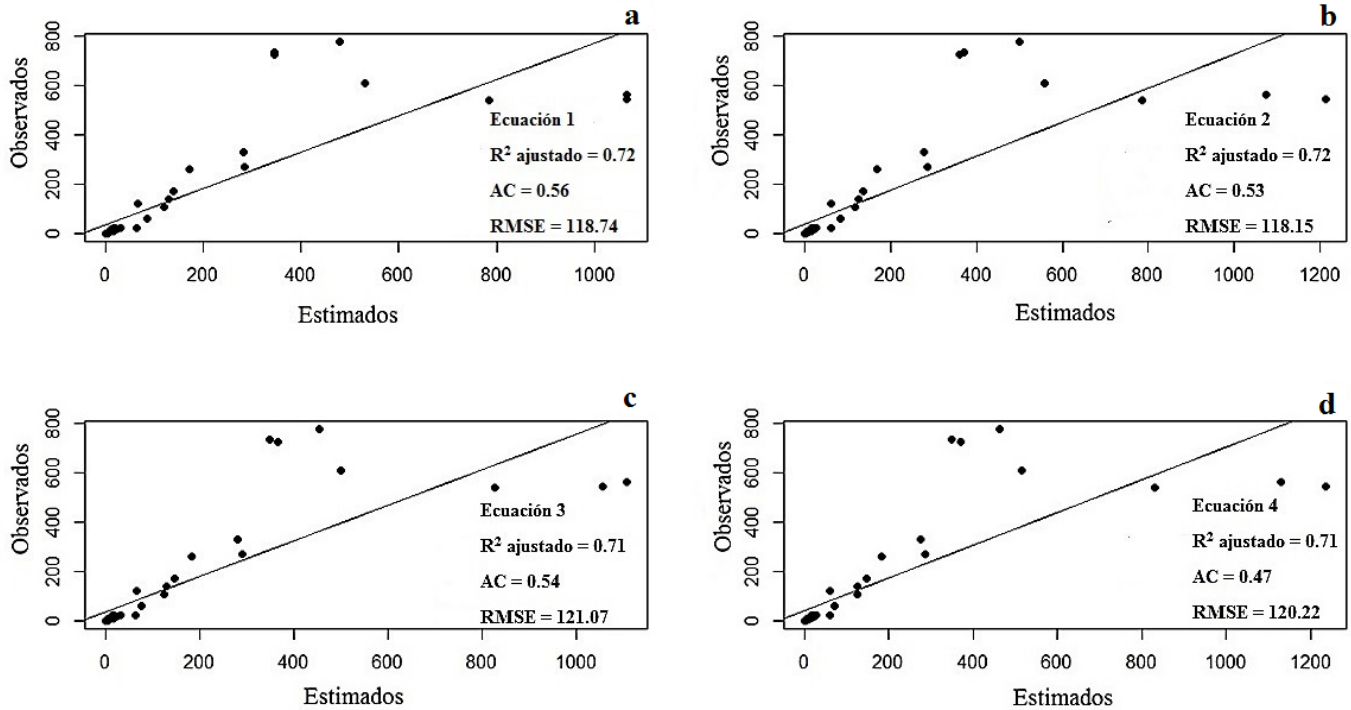 a
Observados
800
600
400
200
0
Ecuación 1
R² ajustado = 0.72
AC = 0.56
RMSE = 118.74
0 200 400 600 800 1000
Estimados
b
Observados
800
600
400
200
0
Ecuación 2
R² ajustado = 0.72
AC = 0.53
RMSE = 118.15
0 200 400 600 800 1000 1200
Estimados
c
Observados
800
600
400
200
0
Ecuación 3
R² ajustado = 0.71
AC = 0.54
RMSE = 121.07
0 200 400 600 800 1000
Estimados
d
Observados
800
600
400
200
0
Ecuación 4
R² ajustado = 0.71
AC = 0.47
RMSE = 120.22
0 200 400 600 800 1000 1200
Estimados